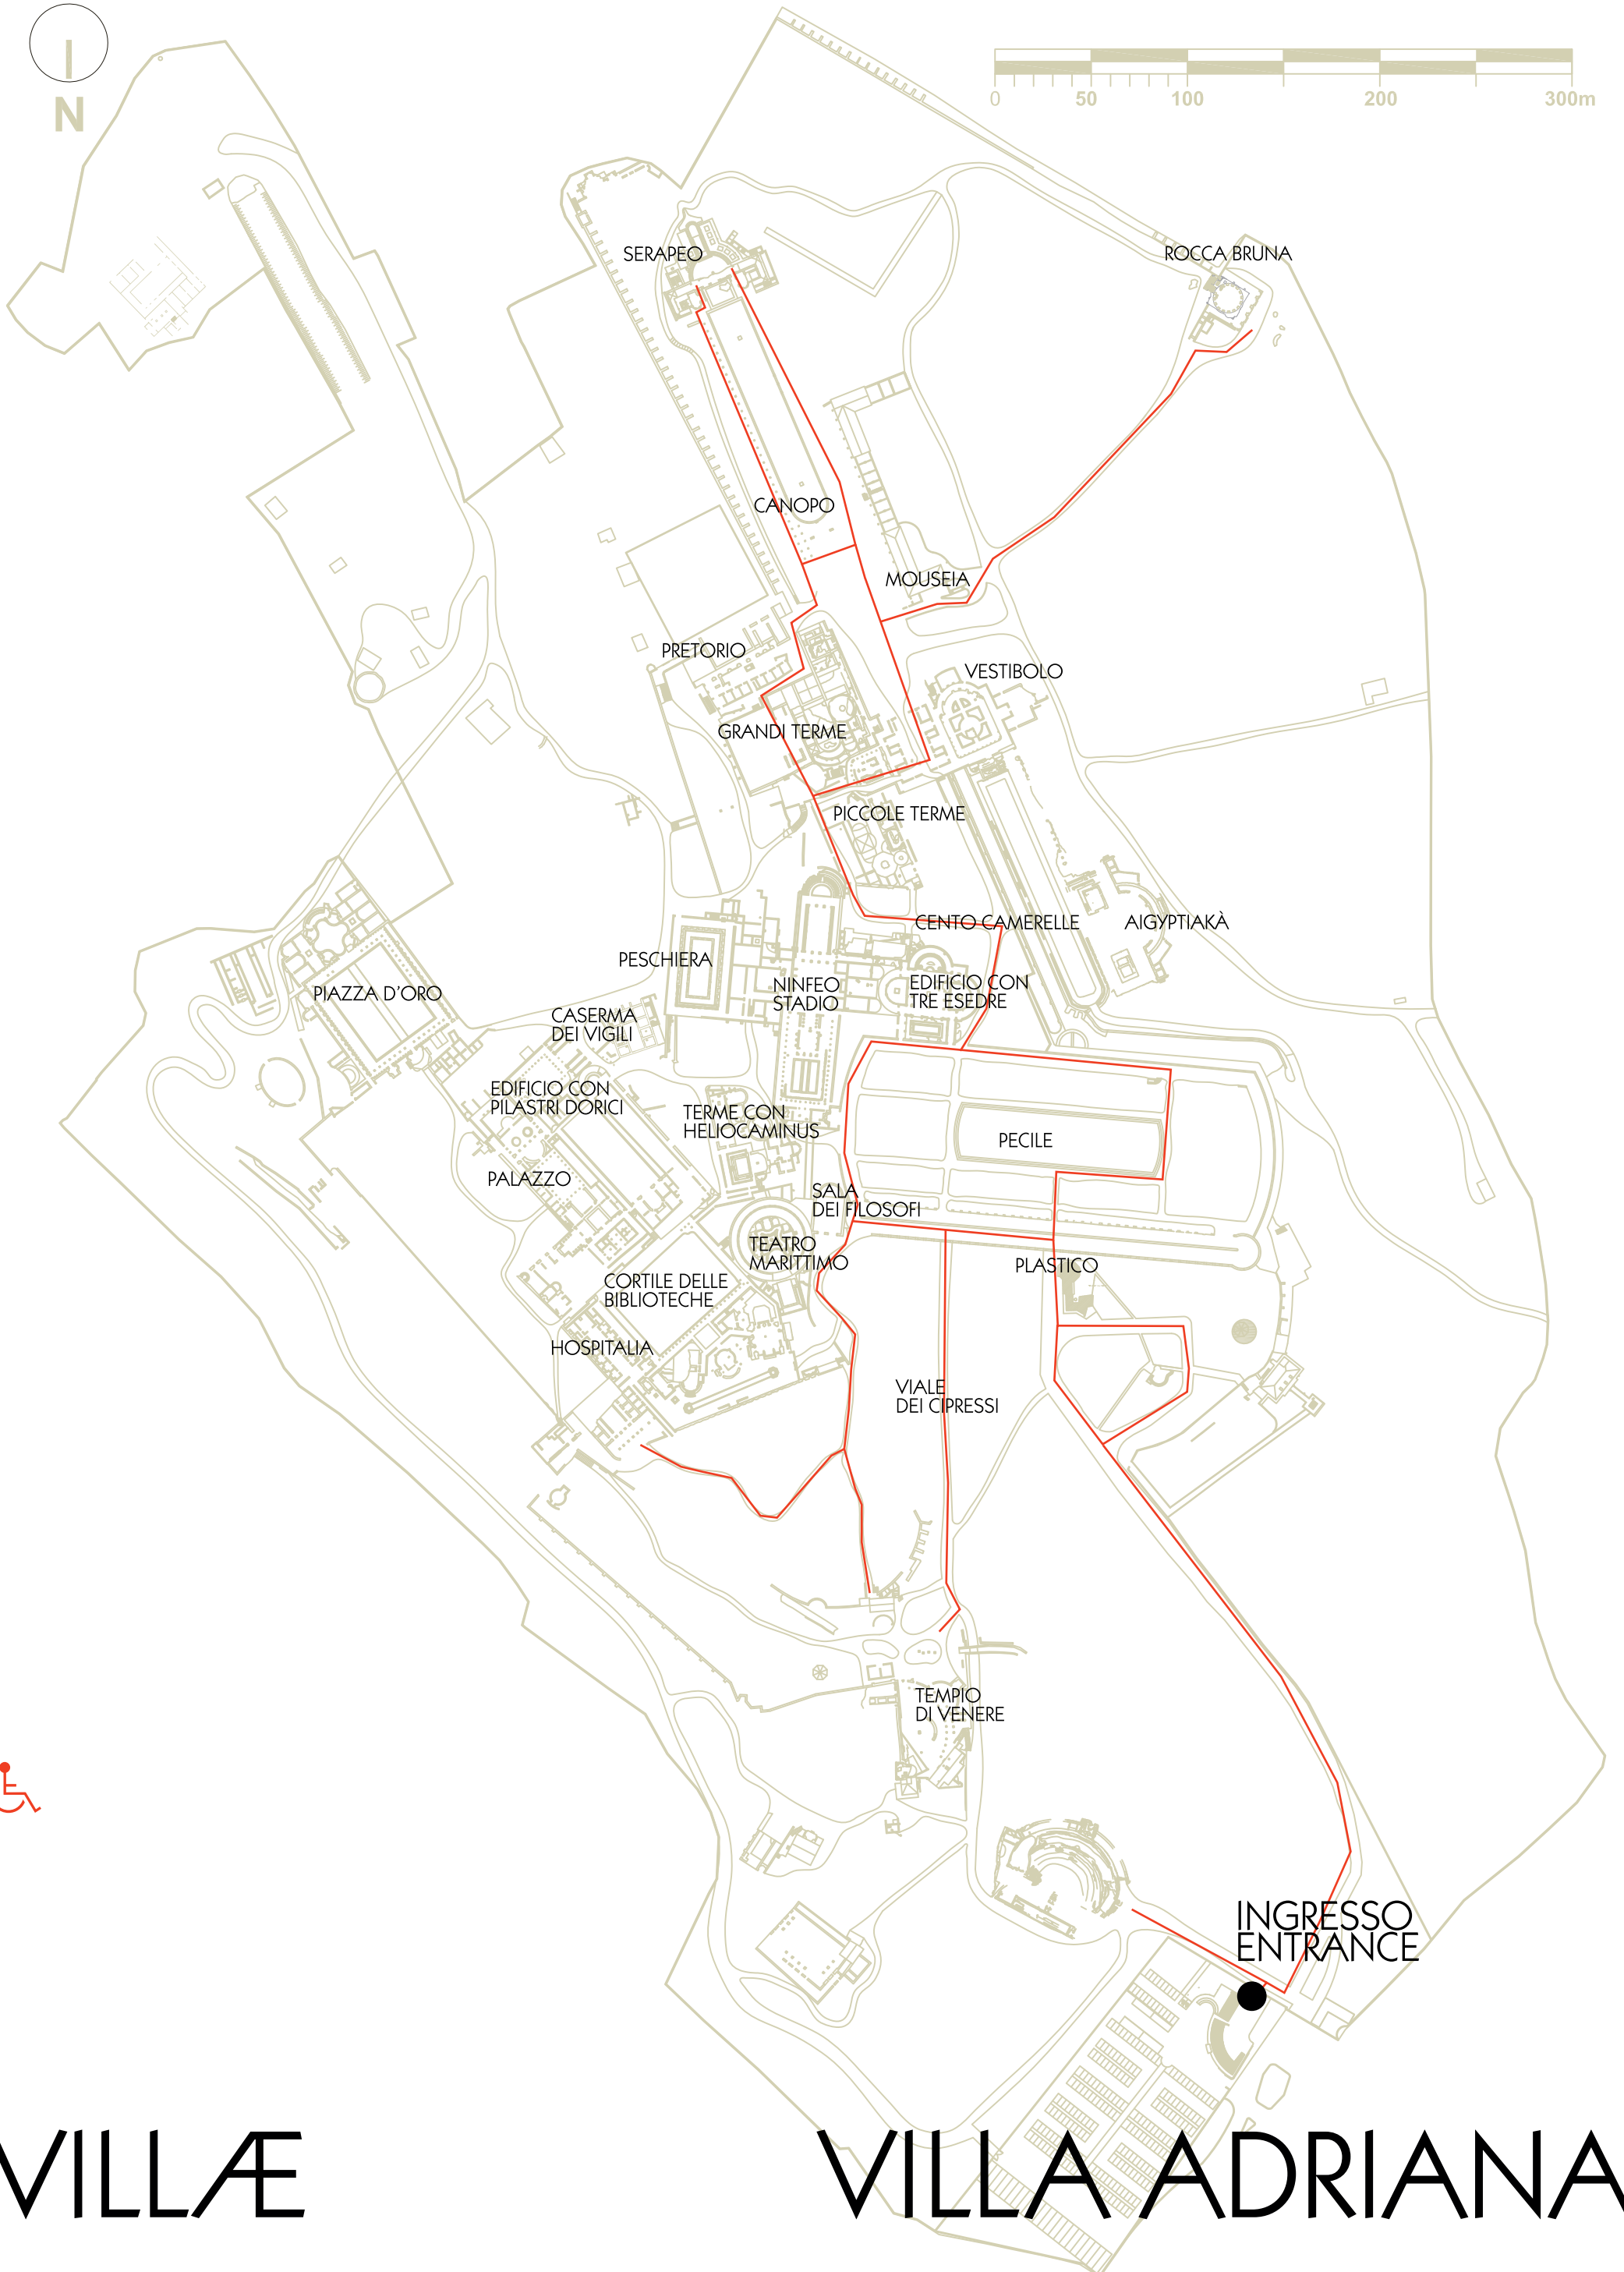 N
0 50 100 200 300m
SERAPEO
ROCCA BRUNA
CANOPO
MOUSEIA
PRETORIO
VESTIBOLO
GRANDI TERME
PICCOLE TERME
CENTO CAMERELLE
AIGYPTIAKÀ
PESCHIERA
NINFEO
STADIO
EDIFICIO CON
TRE ESEDRE
PIAZZA D'ORO
CASERMA
DEI VIGILI
EDIFICIO CON
PILASTRI DORICI
TERME CON
HELIOCAMINUS
PECILE
PALAZZO
SALA
DEI FILOSOFI
TEATRO
MARITTIMO
PLASTICO
CORTILE DELLE
BIBLIOTECHE
HOSPITALIA
VIALE
DEI CIPRESSI
TEMPIO
DI VENERE
INGRESSO
ENTRANCE
VILLÆ
VILLA ADRIANA